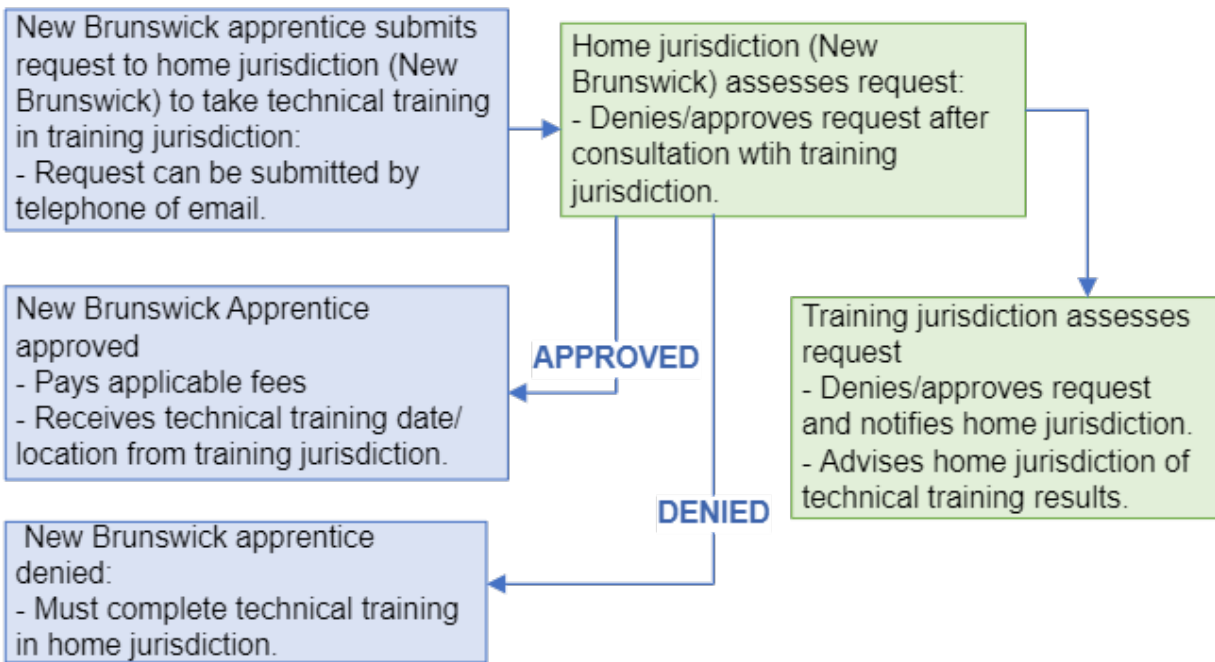 New Brunswick apprentice submits
request to home jurisdiction (New
Brunswick) to take technical training
in training jurisdiction:
- Request can be submitted by
telephone of email.
Home jurisdiction (New
Brunswick) assesses request:
- Denies/approves request after
consultation wtih training
jurisdiction.
New Brunswick Apprentice
approved
- Pays applicable fees
- Receives technical training date/
location from training jurisdiction.
APPROVED
Training jurisdiction assesses
request
- Denies/approves request
and notifies home jurisdiction.
- Advises home jurisdiction of
technical training results.
DENIED
New Brunswick apprentice
denied:
- Must complete technical training
in home jurisdiction.